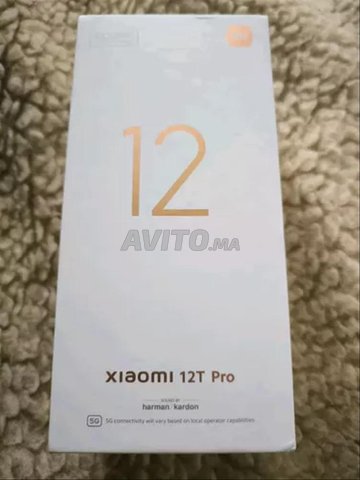 12
AVITO.ma
xiaomi 12T Pro
SOUND BY
harman/kardon
5G 5G connectivity will vary based on local operator capabilities